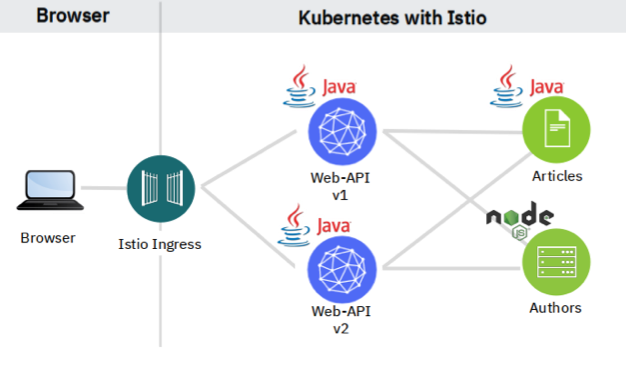 Browser
Kubernetes with Istio
Java
Java
Web-API
v1
Articles
Browser
Istio Ingress
Java
node
JS
Web-API
v2
Authors